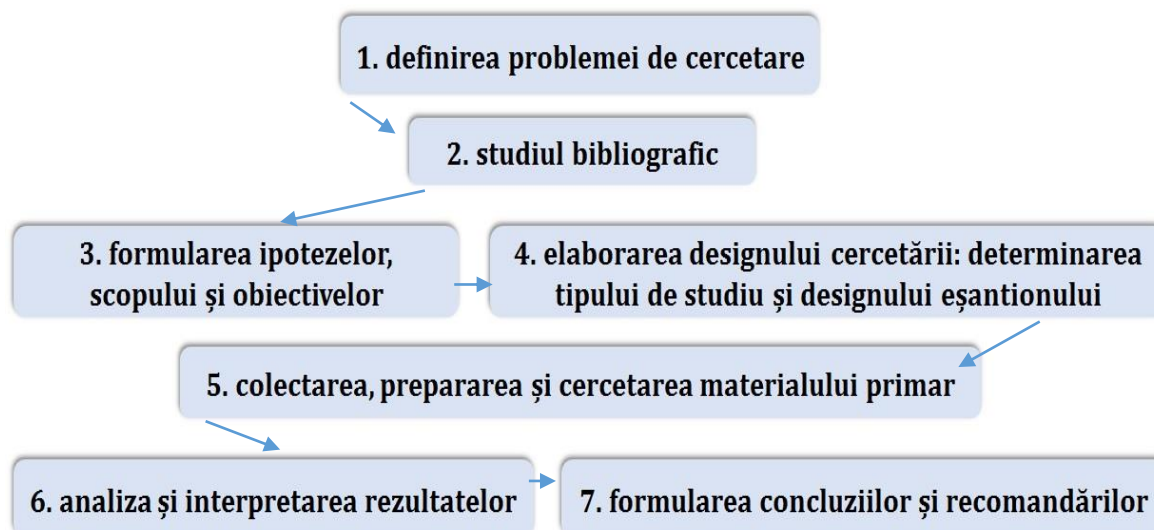 1. definirea problemei de cercetare
2. studiul bibliografic
3. formularea ipotezelor,
scopului și obiectivelor
4. elaborarea designului cercetării: determinarea
tipului de studiu și designului eșantionului
5. colectarea, prepararea și cercetarea materialului primar
6. analiza și interpretarea rezultatelor
7. formularea concluziilor și recomandărilor